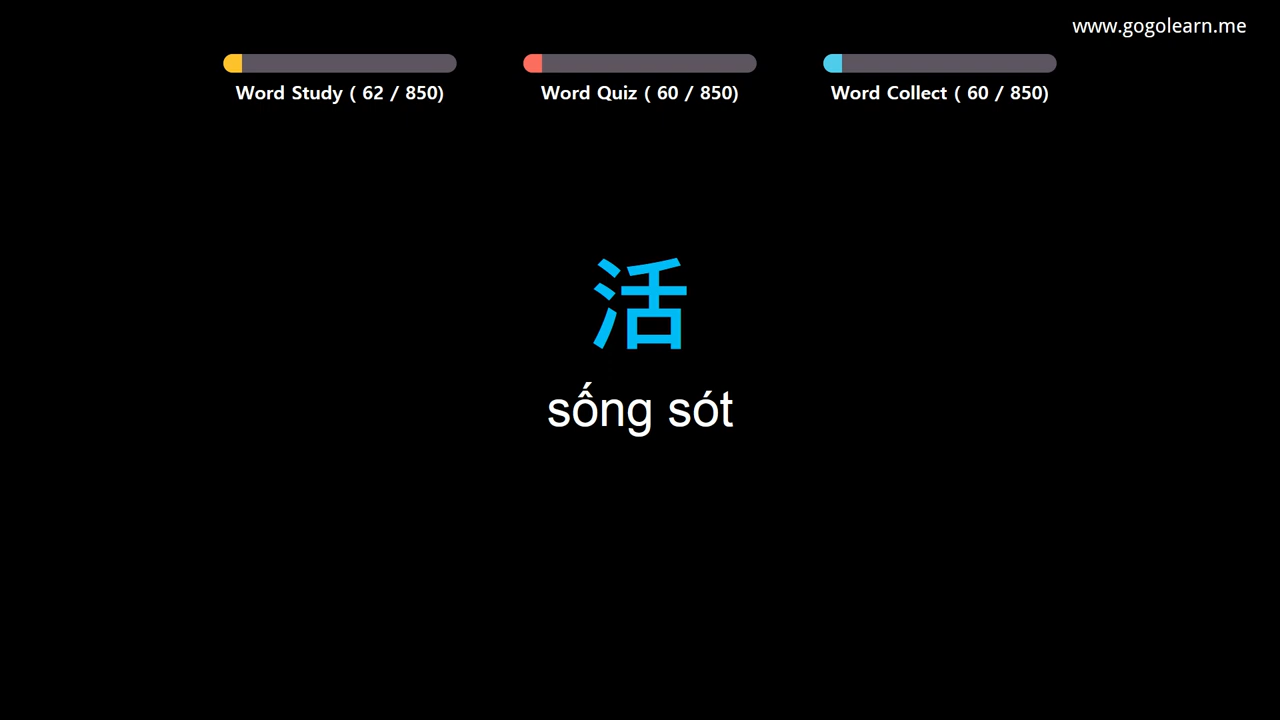 www.gogolearn.me
Word Study ( 62 / 850)
Word Quiz ( 60 / 850)
Word Collect ( 60 / 850)
活
sống sót